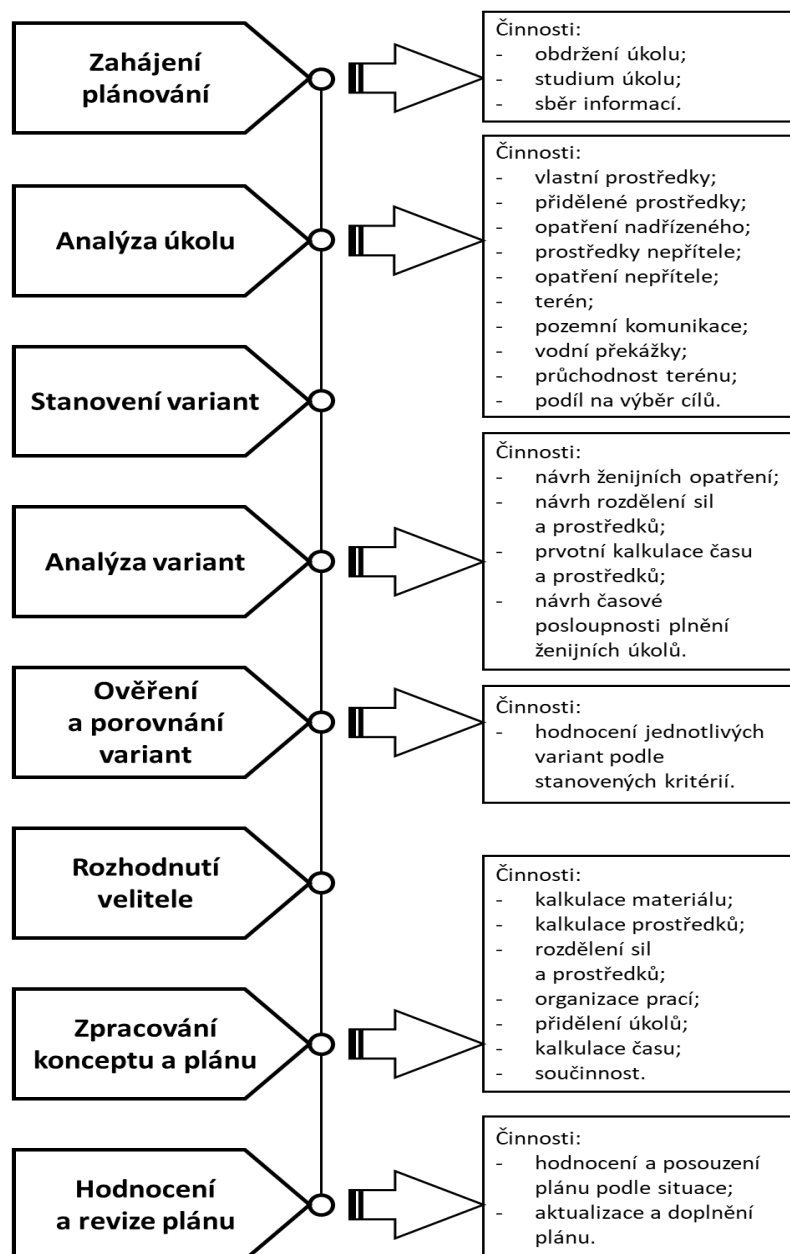 Zahájení
plánování
Činnosti:
- obdržení úkolu;
- studium úkolu;
- sběr informací.
Analýza úkolu
Činnosti:
- vlastní prostředky;
- přidělené prostředky;
- opatření nadřízeného;
- prostředky nepřítele;
- opatření nepřítele;
- terén;
- pozemní komunikace;
- vodní překážky;
- průchodnost terénu;
- podíl na výběr cílů.
Stanovení variant
Analýza variant
Činnosti:
- návrh ženijních opatření;
- návrh rozdělení sil
a prostředků;
- prvotní kalkulace času
a prostředků;
- návrh časové
posloupnosti plnění
ženijních úkolů.
Ověření
a porovnání
variant
Činnosti:
- hodnocení jednotlivých
variant podle
stanovených kritérií.
Rozhodnutí
velitele
Zpracování
konceptu a plánu
Činnosti:
- kalkulace materiálu;
- kalkulace prostředků;
- rozdělení sil
a prostředků;
- organizace prací;
- přidělení úkolů;
- kalkulace času;
- součinnost.
Hodnocení
a revize plánu
Činnosti:
- hodnocení a posouzení
plánu podle situace;
- aktualizace a doplnění
plánu.